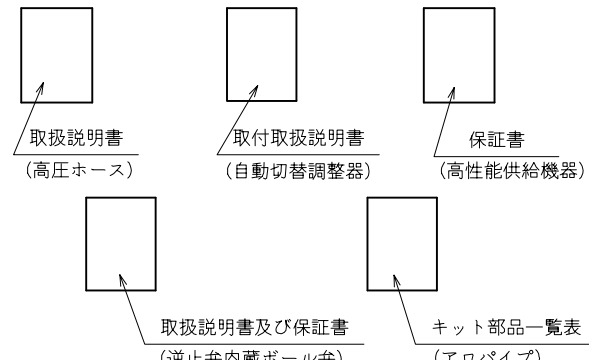 取扱説明書
(高圧ホース)
取付取扱説明書
(自動切替調整器)
保証書
(高性能供給機器)
取扱説明書及び保証書
(逆止弁内蔵ボール弁)
キット部品一覧表
(エロパイプ)